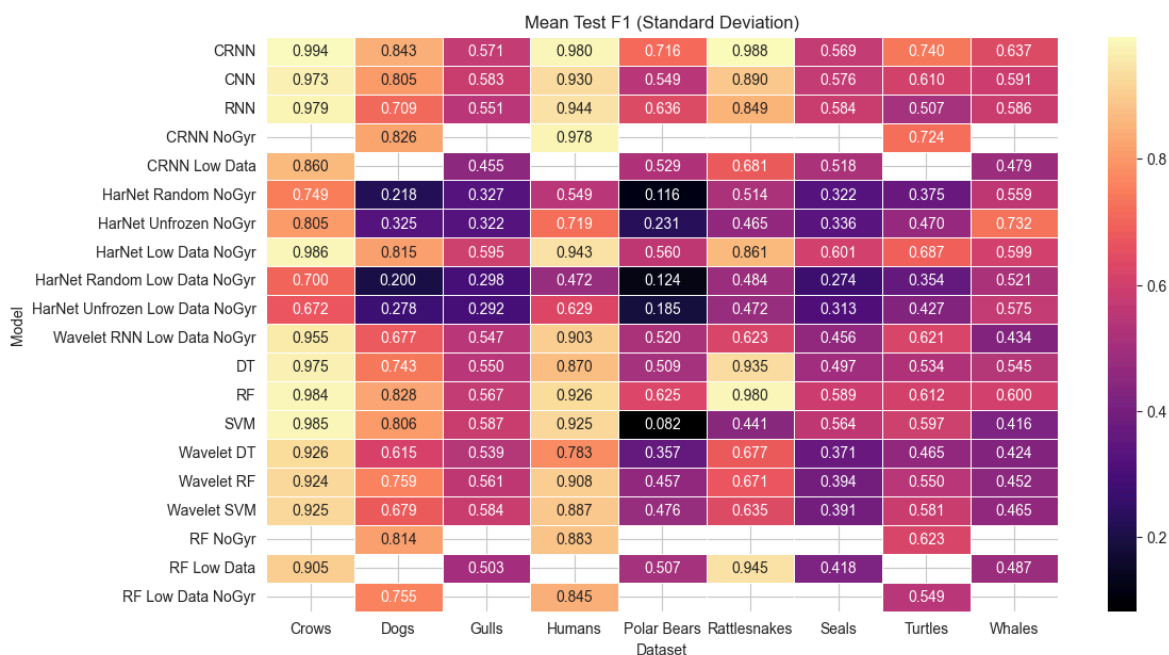 Mean Test F1 (Standard Deviation)
CRNN 0.994 0.843 0.571 0.980 0.716 0.988 0.569 0.740 0.637
CNN 0.973 0.805 0.583 0.930 0.549 0.890 0.576 0.610 0.591
RNN 0.979 0.709 0.551 0.944 0.636 0.849 0.584 0.507 0.586
CRNN NoGyr 0.826 0.978 0.724
CRNN Low Data 0.860 0.455 0.529 0.681 0.518 0.479
HarNet Random NoGyr 0.749 0.218 0.327 0.549 0.116 0.514 0.322 0.375 0.559
HarNet Unfrozen NoGyr 0.805 0.325 0.322 0.719 0.231 0.465 0.336 0.470 0.732
HarNet Low Data NoGyr 0.986 0.815 0.595 0.943 0.560 0.861 0.601 0.687 0.599
HarNet Random Low Data NoGyr 0.700 0.200 0.298 0.472 0.124 0.484 0.274 0.354 0.521
HarNet Unfrozen Low Data NoGyr 0.672 0.278 0.292 0.629 0.185 0.472 0.313 0.427 0.575
Wavelet RNN Low Data NoGyr 0.955 0.677 0.547 0.903 0.520 0.623 0.456 0.621 0.434
DT 0.975 0.743 0.550 0.870 0.509 0.935 0.497 0.534 0.545
RF 0.984 0.828 0.567 0.926 0.625 0.980 0.589 0.612 0.600
SVM 0.985 0.806 0.587 0.925 0.082 0.441 0.564 0.597 0.416
Wavelet DT 0.926 0.615 0.539 0.783 0.357 0.677 0.371 0.465 0.424
Wavelet RF 0.924 0.759 0.561 0.908 0.457 0.671 0.394 0.550 0.452
Wavelet SVM 0.925 0.679 0.584 0.887 0.476 0.635 0.391 0.581 0.465
RF NoGyr 0.814 0.883 0.623
RF Low Data 0.905 0.503 0.507 0.945 0.418 0.487
RF Low Data NoGyr 0.755 0.845 0.549
Crows Dogs Gulls Humans Polar Bears Rattlesnakes Seals Turtles Whales
Dataset
Model
0.8
0.6
0.4
0.2